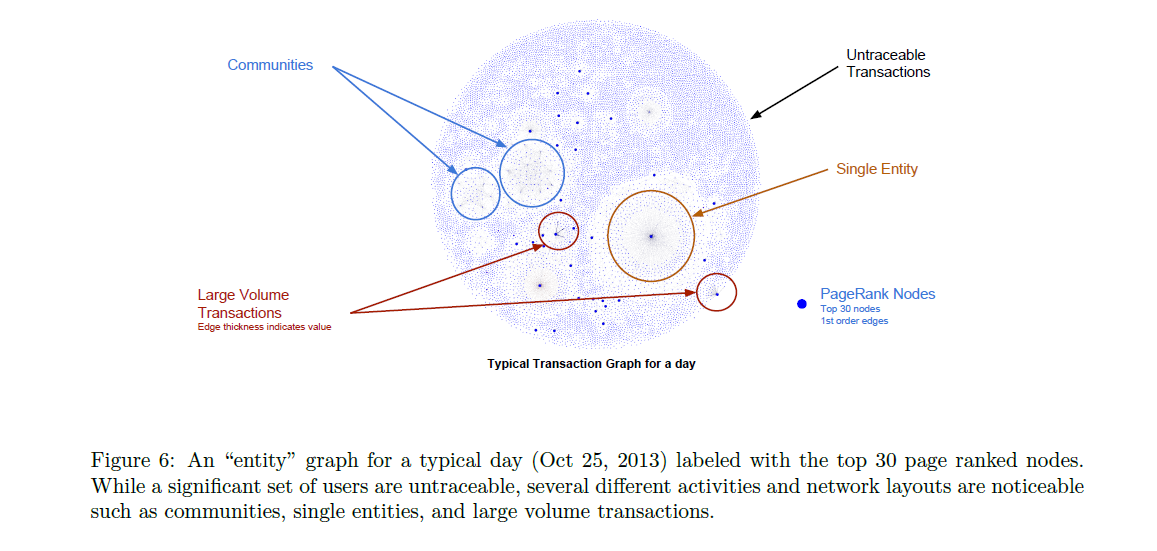 Communities
Untraceable
Transactions
Single Entity
Large Volume
Transactions
Edge thickness indicates value
PageRank Nodes
Top 30 nodes
1st order edges
Typical Transaction Graph for a day
Figure 6: An “entity” graph for a typical day (Oct 25, 2013) labeled with the top 30 page ranked nodes.
While a significant set of users are untraceable, several different activities and network layouts are noticeable
such as communities, single entities, and large volume transactions.